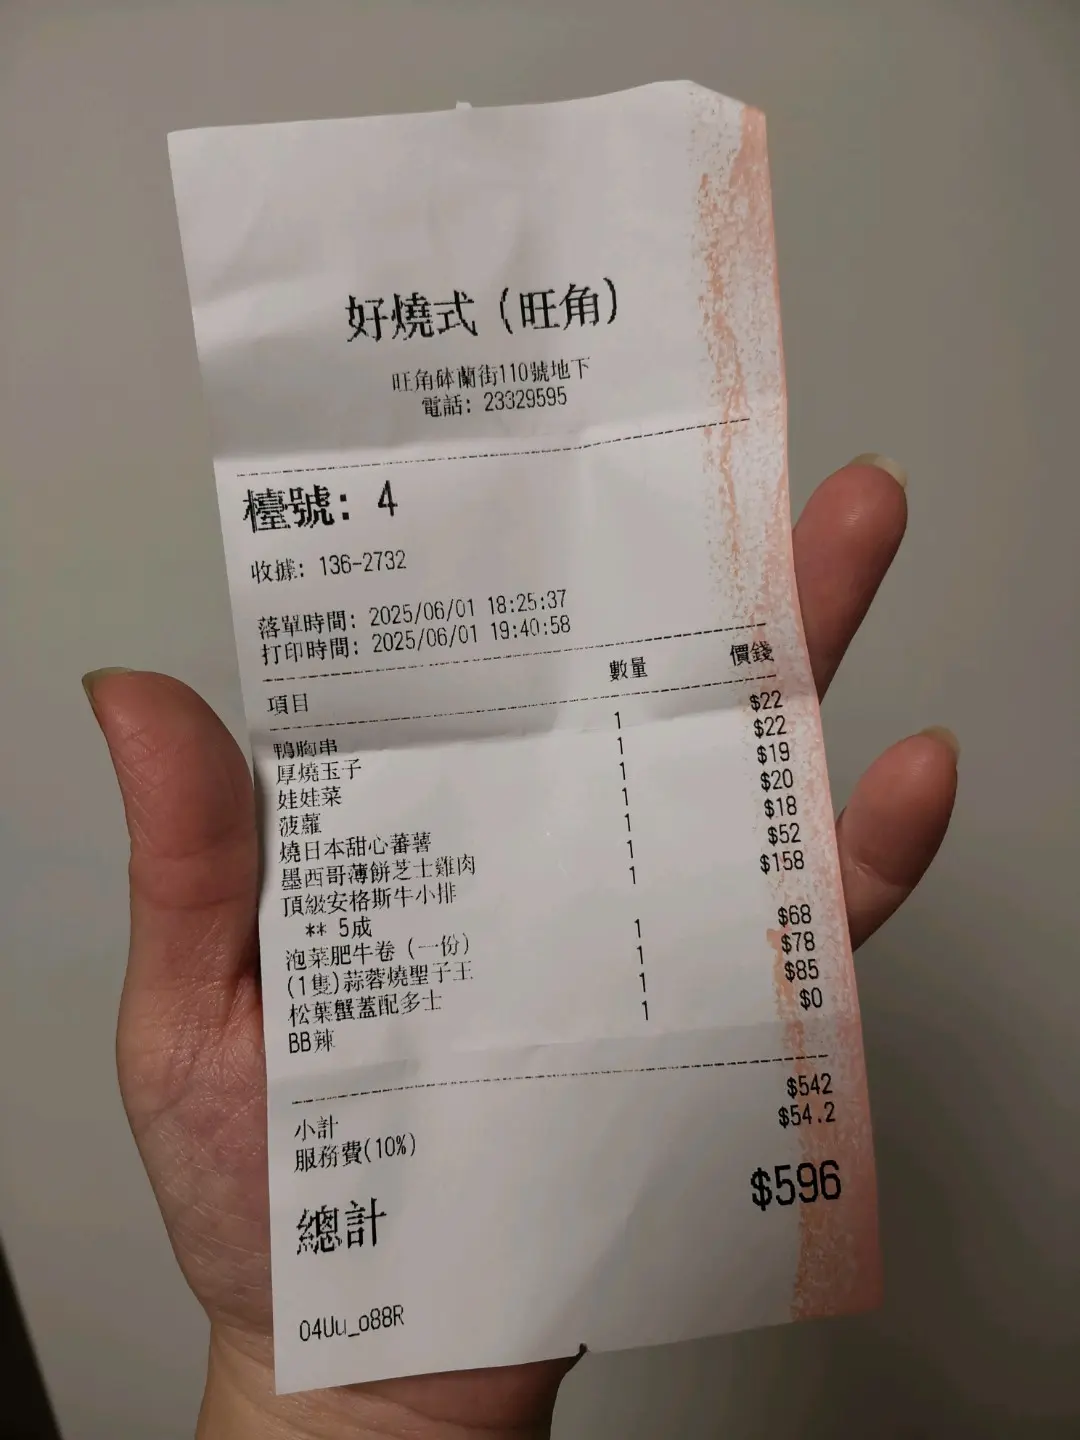 好燒式（旺角）
旺角砵蘭街110號地下
電話: 23329595
檯號: 4
收據: 136-2732
落單時間: 2025/06/01 18:25:37
打印時間: 2025/06/01 19:40:58
項目 數量 價錢
鴨胸串 1 $22
厚燒玉子 1 $22
娃娃菜 1 $19
菠蘿 1 $20
燒日本甜心蕃薯 1 $18
墨西哥薄餅芝士雞肉 1 $52
頂級安格斯牛小排 1 $158
** 5成
泡菜肥牛卷（一份） 1 $68
(1隻)蒜蓉燒聖子王 1 $78
松葉蟹蓋配多士 1 $85
BB辣 1 $0
小計 $542
服務費(10%) $54.2
總計 $596
04Uu_o88R